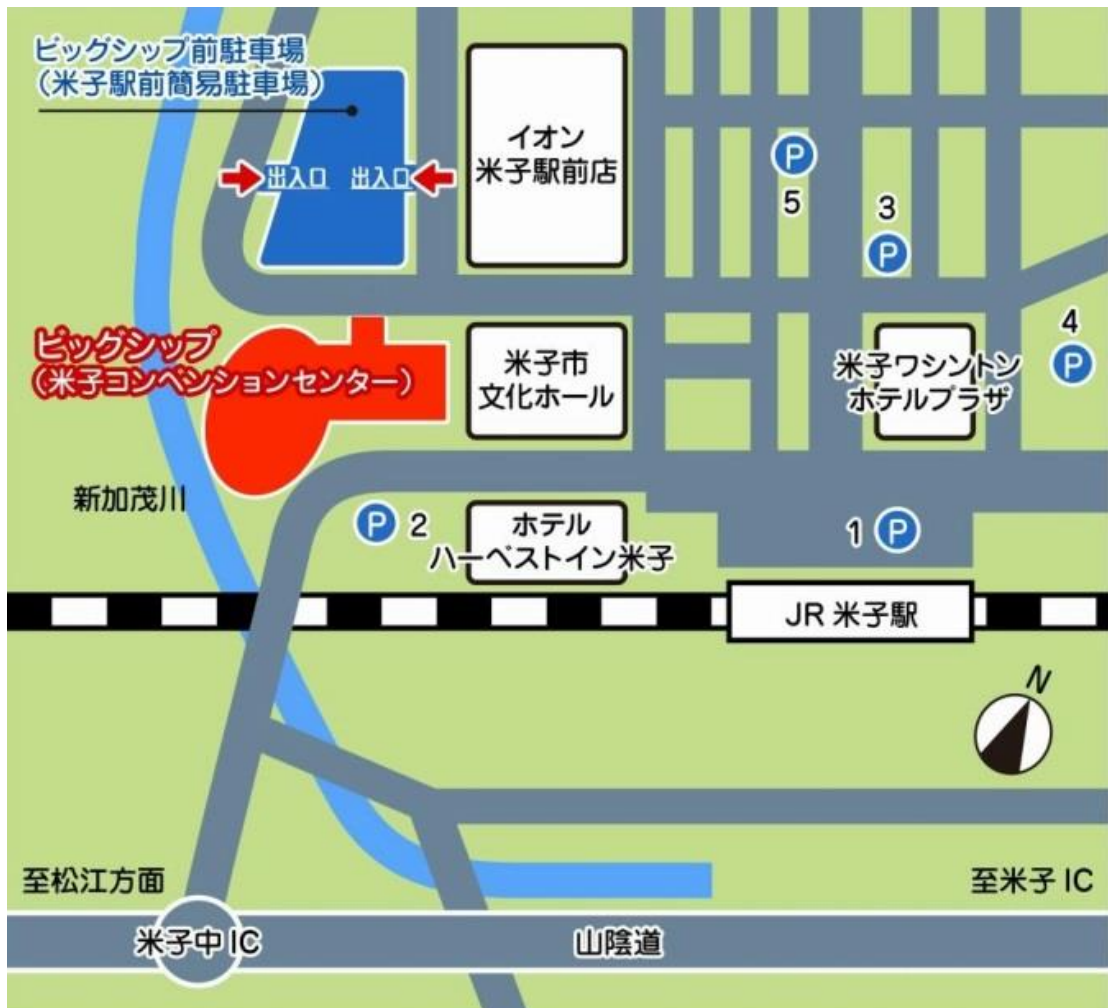 ビッグシップ前駐車場
(米子駅前簡易駐車場)
出入口 出入口
イオン
米子駅前店
P
5
3
P
ビッグシップ
(米子コンベンションセンター)
米子市
文化ホール
米子ワシントン
ホテルプラザ
4
P
新加茂川
P 2
ホテル
ハーベストイン米子
1 P
JR 米子駅
N
至松江方面
至米子 IC
米子中 IC
山陰道